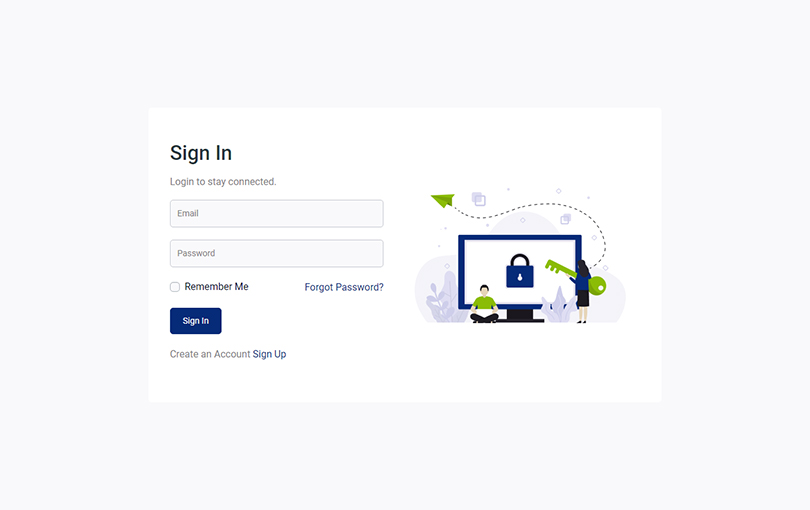 Sign In
Login to stay connected.
Email
Password
Remember Me Forgot Password?
Sign In
Create an Account Sign Up